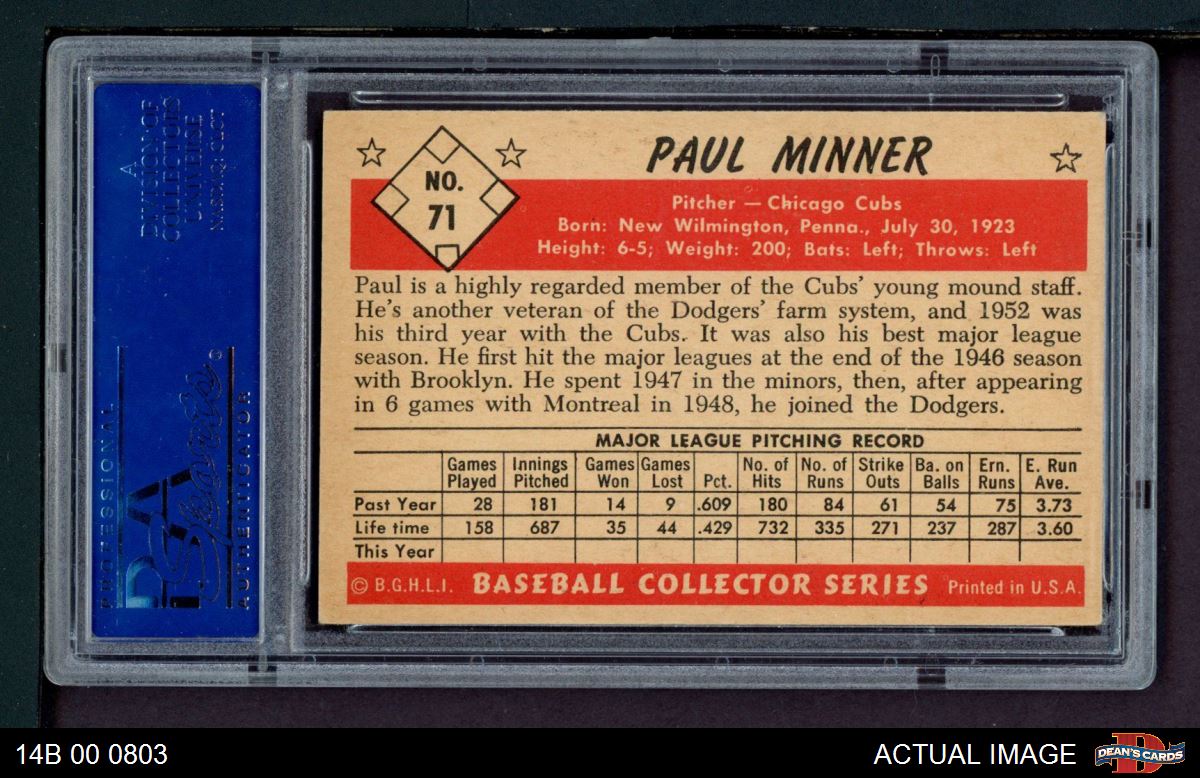 A
DIVISION OF
COLLECTORS
UNIVERSE
NASDAQ: CLCT
PROFESSIONAL
PSA
Sports
AUTHENTICATOR
NO.
71
PAUL MINNER
Pitcher — Chicago Cubs
Born: New Wilmington, Penna., July 30, 1923
Height: 6-5; Weight: 200; Bats: Left; Throws: Left
Paul is a highly regarded member of the Cubs' young mound staff.
He's another veteran of the Dodgers' farm system, and 1952 was
his third year with the Cubs. It was also his best major league
season. He first hit the major leagues at the end of the 1946 season
with Brooklyn. He spent 1947 in the minors, then, after appearing
in 6 games with Montreal in 1948, he joined the Dodgers.
MAJOR LEAGUE PITCHING RECORD
Games Innings Games Games No. of No. of Strike Ba. on Ern. E. Run
Played Pitched Won Lost Pct. Hits Runs Outs Balls Runs Ave.
Past Year 28 181 14 9 .609 180 84 61 54 75 3.73
Life time 158 687 35 44 .429 732 335 271 237 287 3.60
This Year
© B.G.H.L.I. BASEBALL COLLECTOR SERIES Printed in U.S.A.
14B 00 0803
ACTUAL IMAGE
DEAN'S CARDS